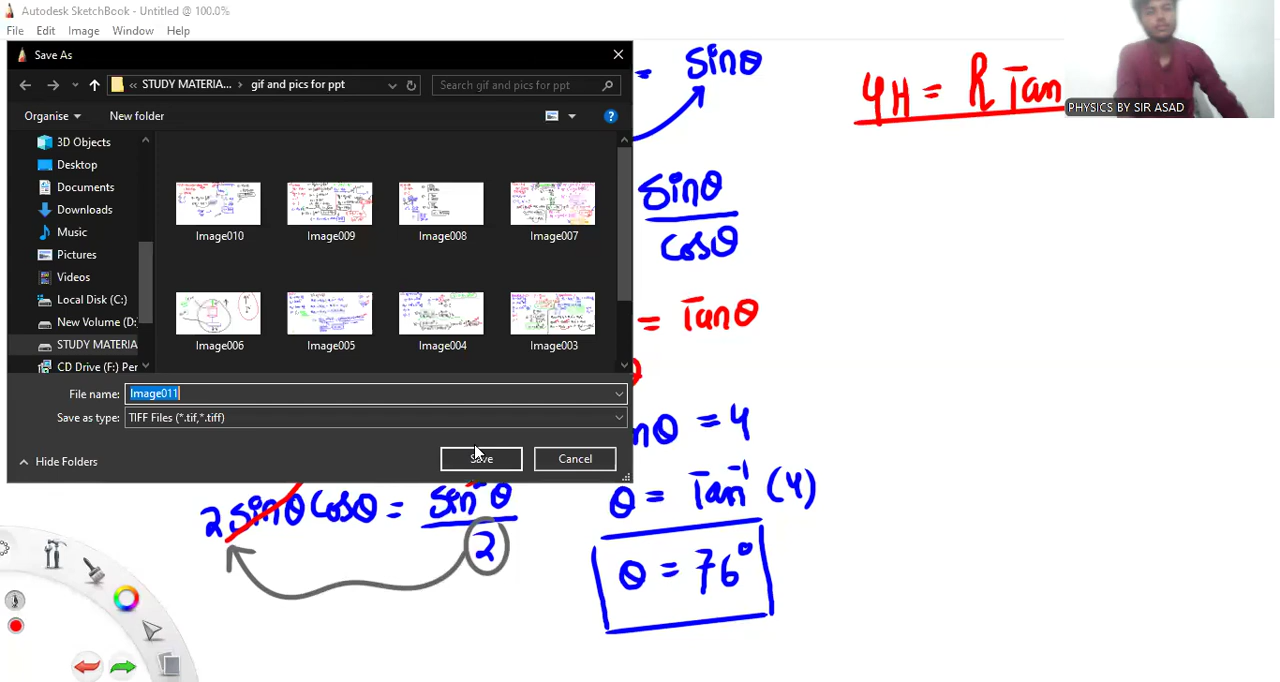 Autodesk SketchBook - Untitled @ 100.0%
File Edit Image Window Help
Save As
« STUDY MATERIA... > gif and pics for ppt
Search gif and pics for ppt
Organise New folder
3D Objects
Desktop
Documents
Downloads
Music
Pictures
Videos
Local Disk (C:)
New Volume (D:
STUDY MATERIA
CD Drive (F:) Per
Image010 Image009 Image008 Image007
Image006 Image005 Image004 Image003
File name: Image011
Save as type: TIFF Files (*.tif,*.tiff)
Hide Folders
Save Cancel
= sinθ
sinθ
cosθ
= Tanθ
nθ = 4
θ = Tan⁻¹ (4)
θ = 76°
2 sinθ cosθ = sin²θ
2
4H = R Tan
PHYSICS BY SIR ASAD